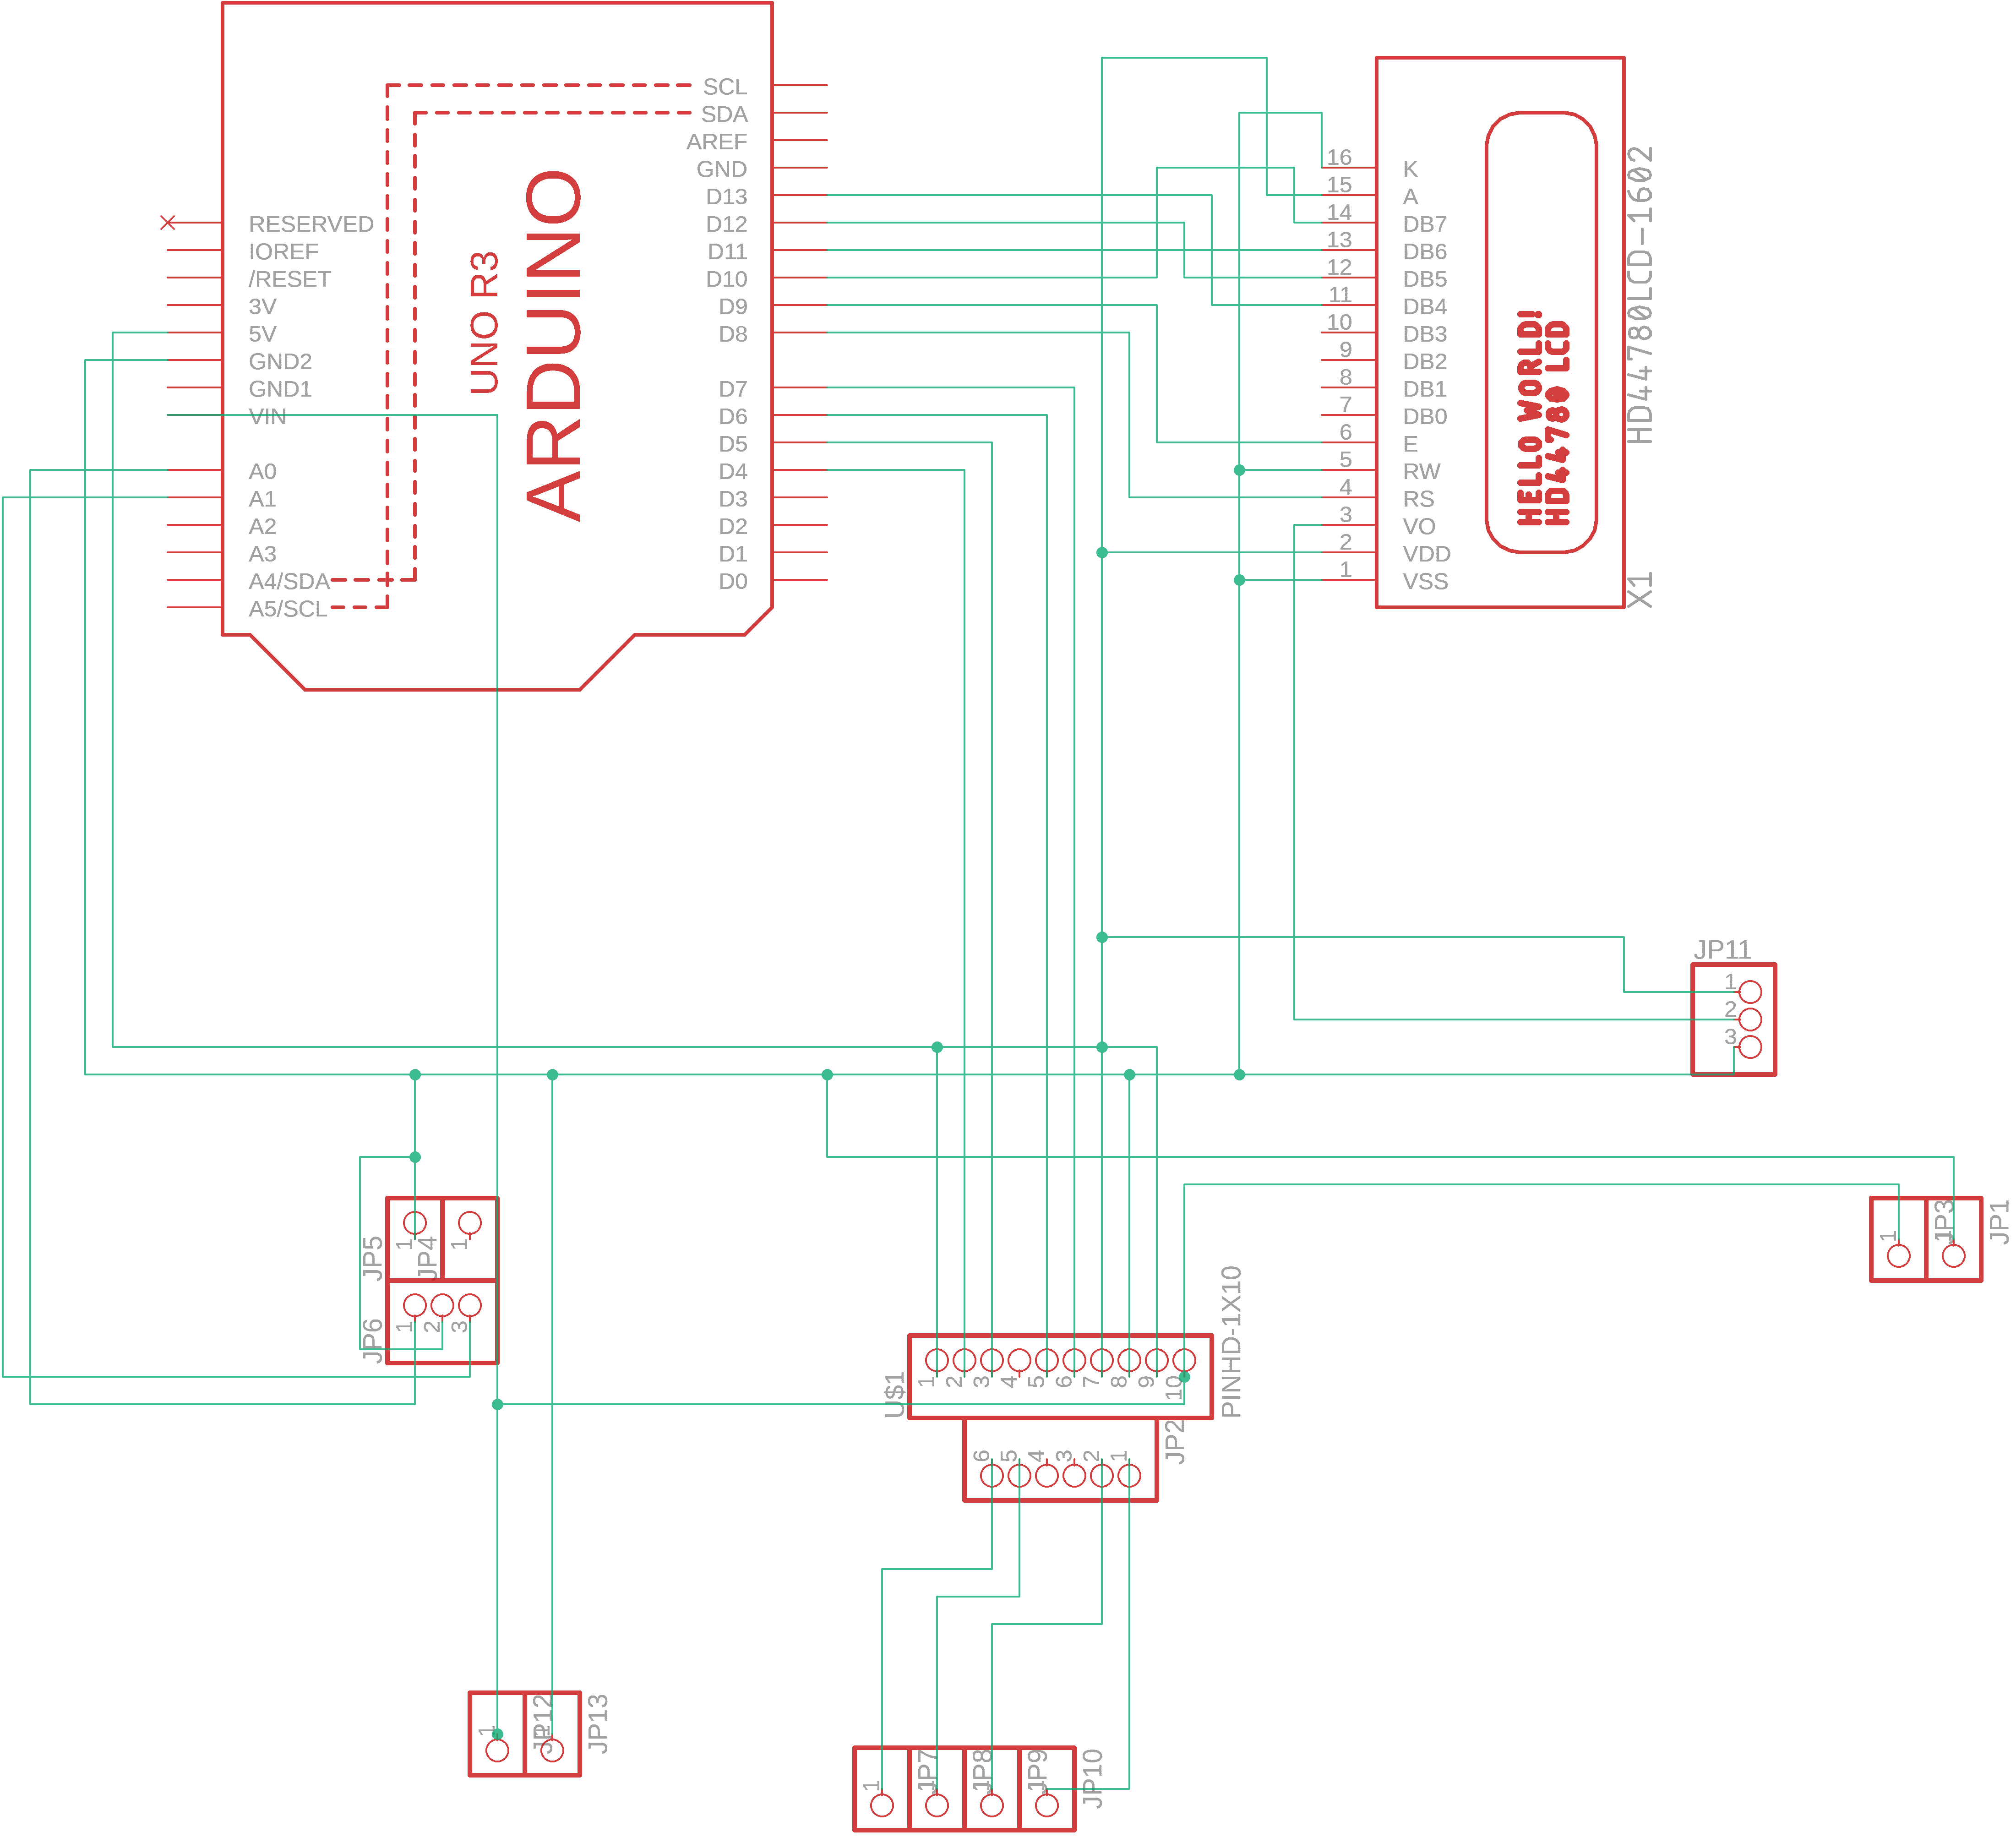 SCL
SDA
AREF
GND
D13
D12
D11
D10
D9
D8
D7
D6
D5
D4
D3
D2
D1
D0
RESERVED
IOREF
/RESET
3V
5V
GND2
GND1
VIN
A0
A1
A2
A3
A4/SDA
A5/SCL
UNO R3
ARDUINO
16 K
15 A
14 DB7
13 DB6
12 DB5
11 DB4
10 DB3
9 DB2
8 DB1
7 DB0
6 E
5 RW
4 RS
3 VO
2 VDD
1 VSS
HELLO WORLD!
HD44780 LCD
HD44780LCD-1602
X1
JP11
1
2
3
JP5
1
JP4
1
JP6
1
2
3
1
JP3
1
JP1
U$1
1
2
3
4
5
6
7
8
9
10
PINHD-1X10
6
5
4
3
2
1
JP2
1
JP12
1
JP13
1
JP7
1
JP8
1
JP9
1
JP10